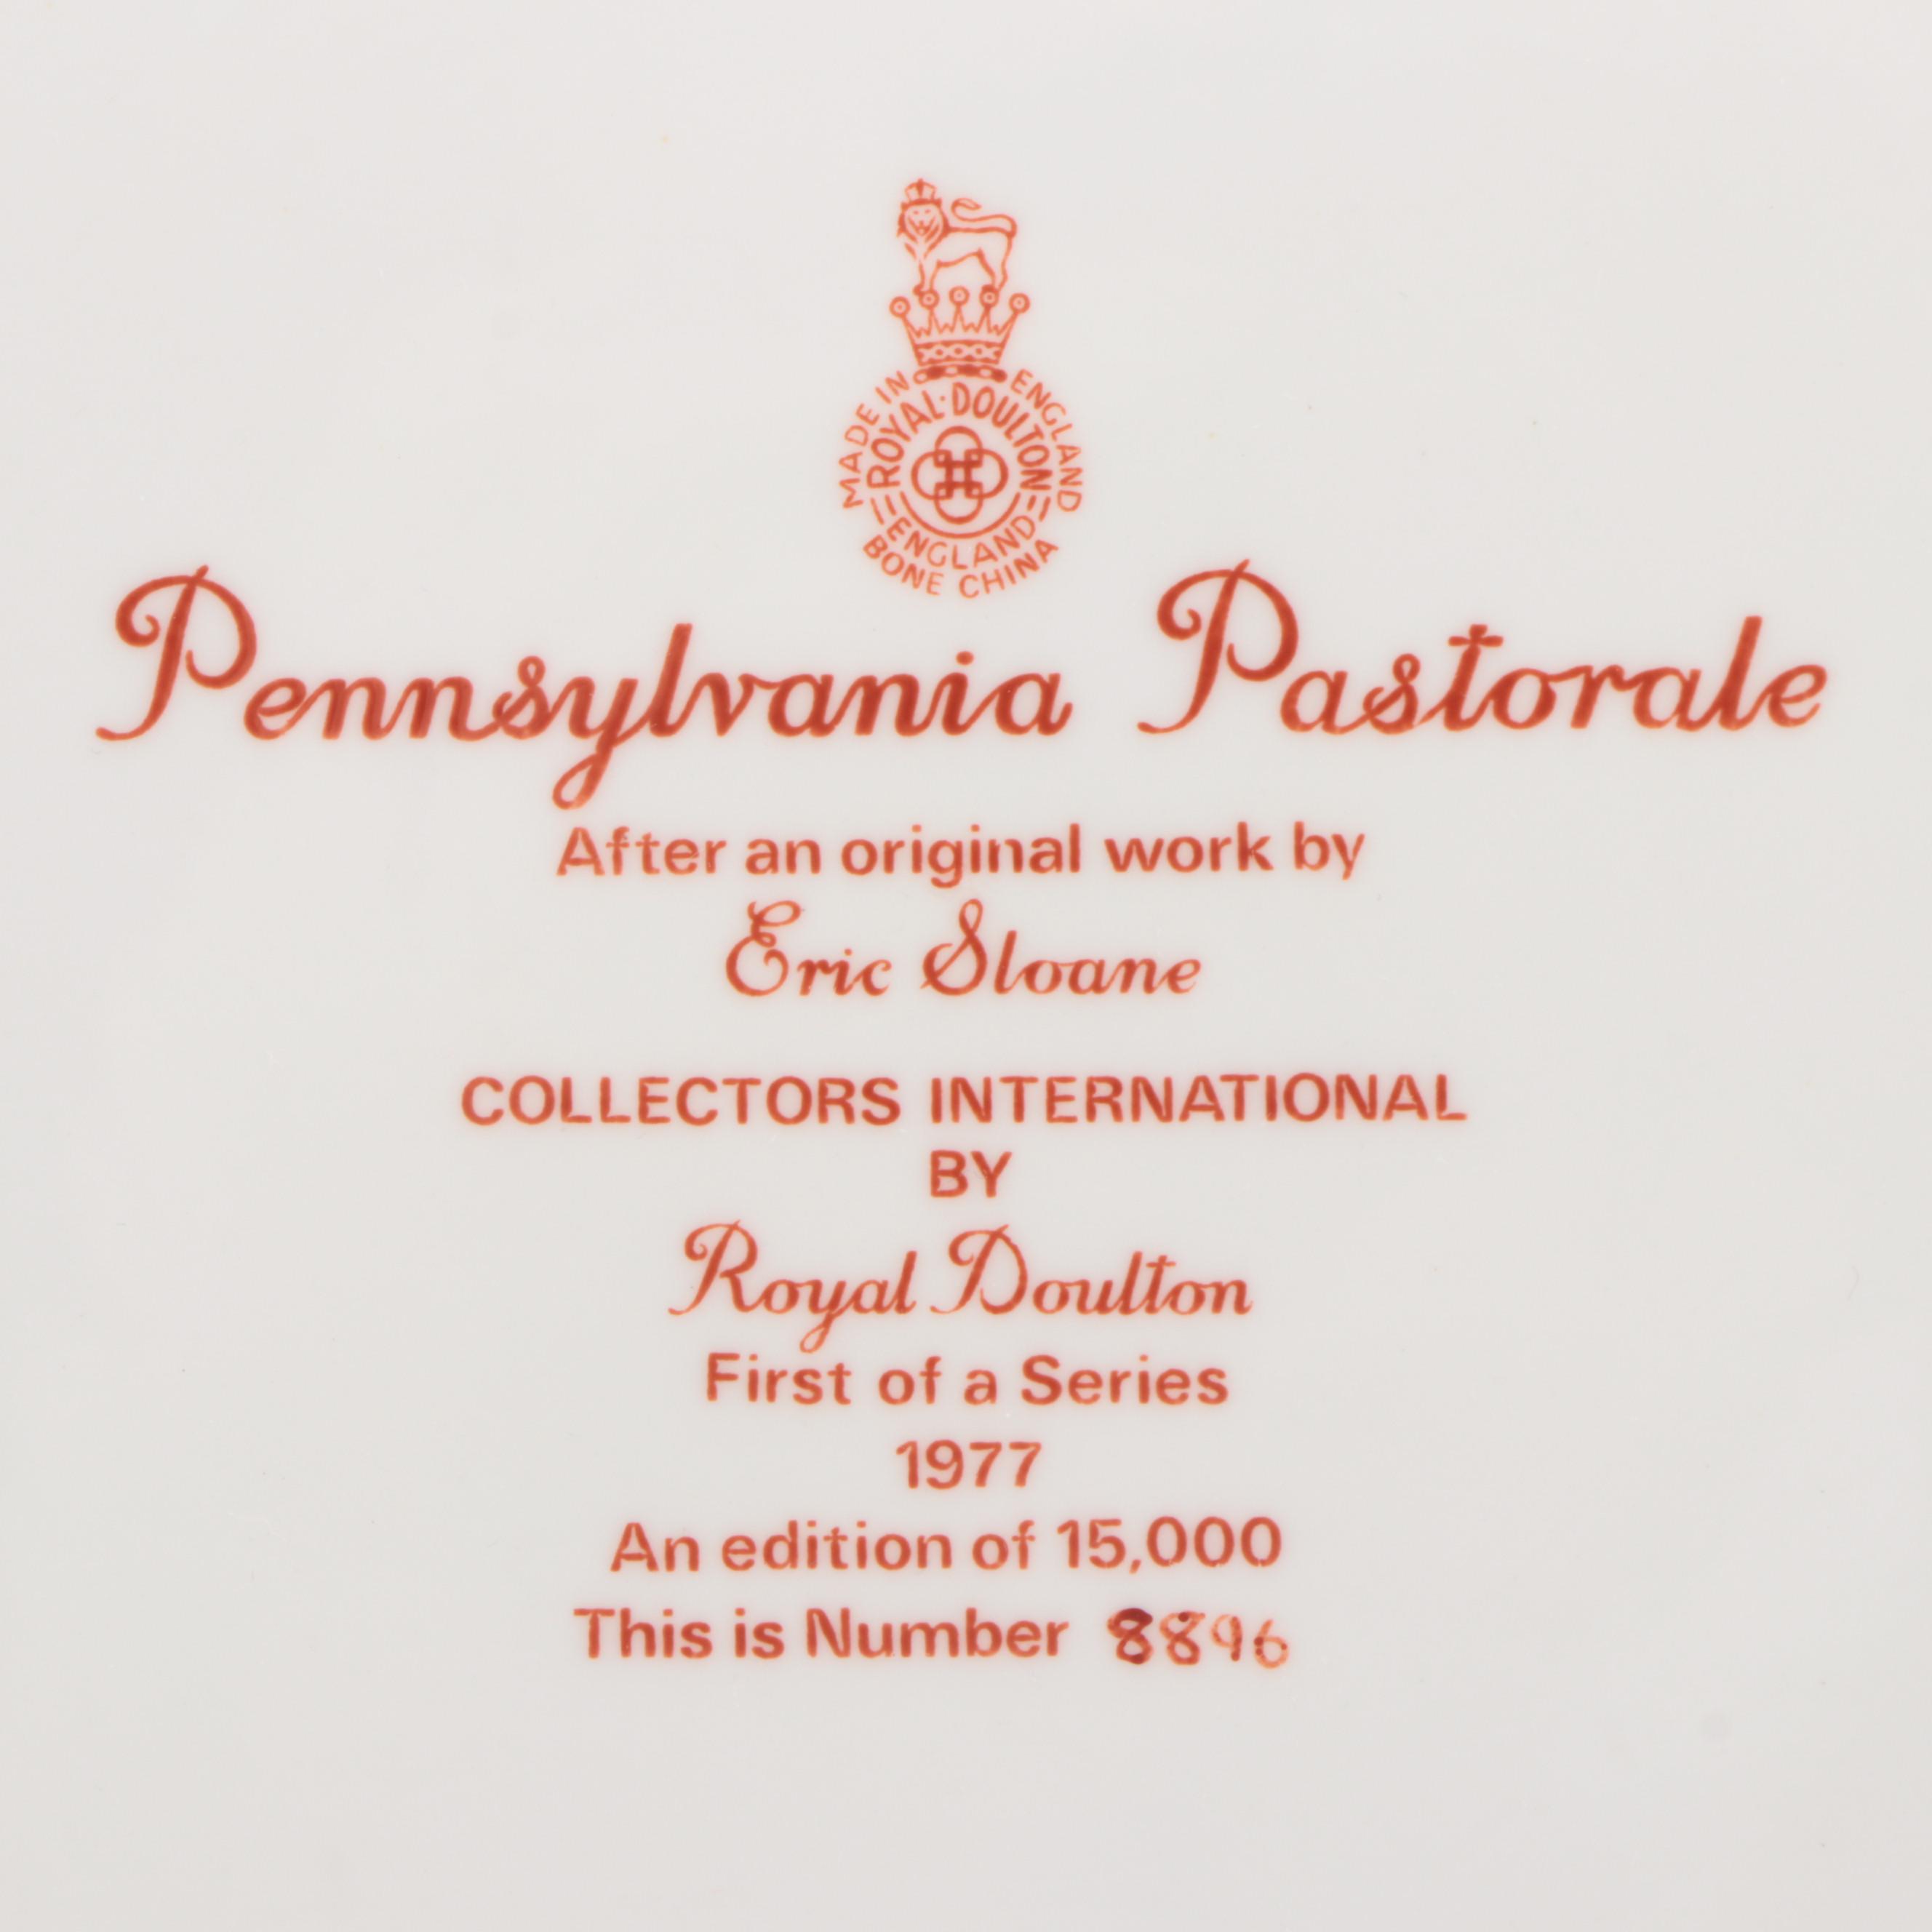 MADE IN ENGLAND
ROYAL·DOULTON
ENGLAND
BONE CHINA
Pennsylvania Pastorale
After an original work by
Eric Sloane
COLLECTORS INTERNATIONAL
BY
Royal Doulton
First of a Series
1977
An edition of 15,000
This is Number 8896